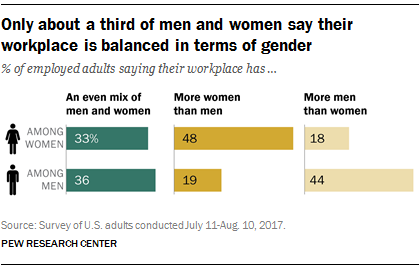 Only about a third of men and women say their
workplace is balanced in terms of gender
% of employed adults saying their workplace has ...
An even mix of
men and women
More women
than men
More men
than women
AMONG
WOMEN
33%
48
18
AMONG
MEN
36
19
44
Source: Survey of U.S. adults conducted July 11-Aug. 10, 2017.
PEW RESEARCH CENTER